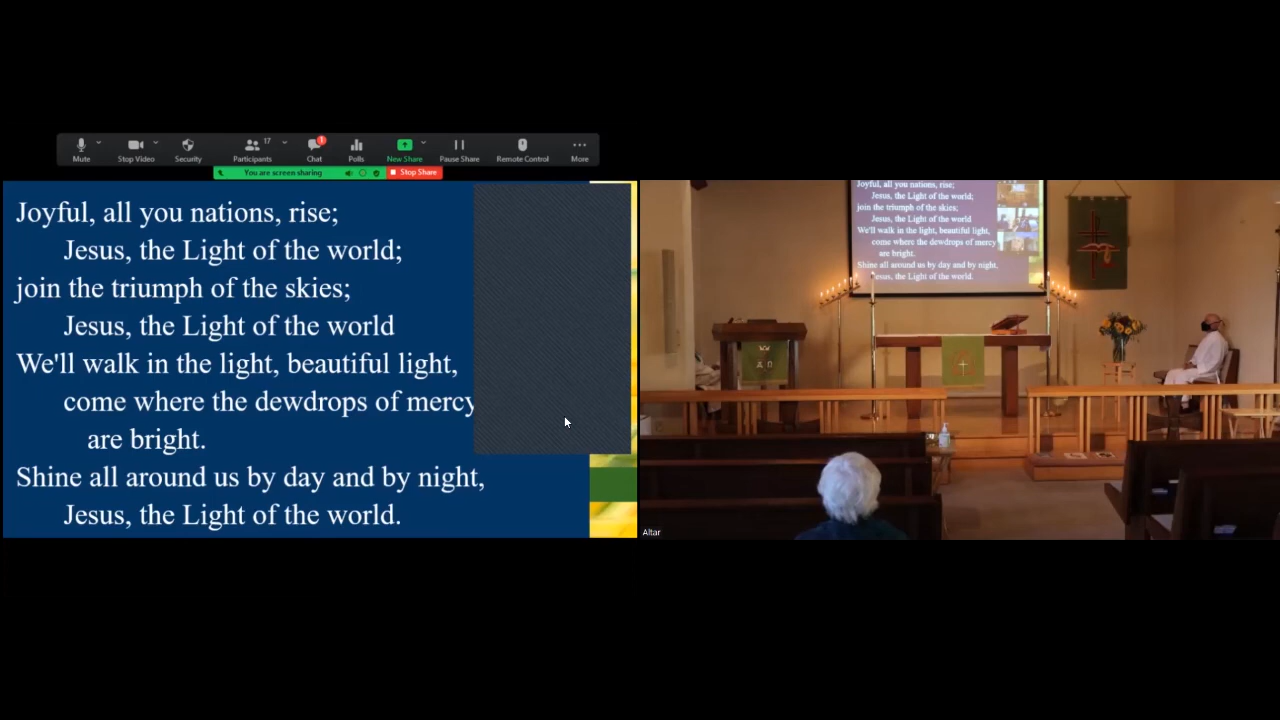 17
1
Mute
Stop Video
Security
Participants
Chat
Polls
New Share
Pause Share
Remote Control
More
You are screen sharing
Stop Share
Joyful, all you nations, rise;
Jesus, the Light of the world;
join the triumph of the skies;
Jesus, the Light of the world
We'll walk in the light, beautiful light,
come where the dewdrops of mercy
are bright.
Shine all around us by day and by night,
Jesus, the Light of the world.
Joyful, all you nations, rise;
Jesus, the Light of the world;
join the triumph of the skies;
Jesus, the Light of the world
We'll walk in the light, beautiful light,
come where the dewdrops of mercy
are bright.
Shine all around us by day and by night,
Jesus, the Light of the world.
Altar